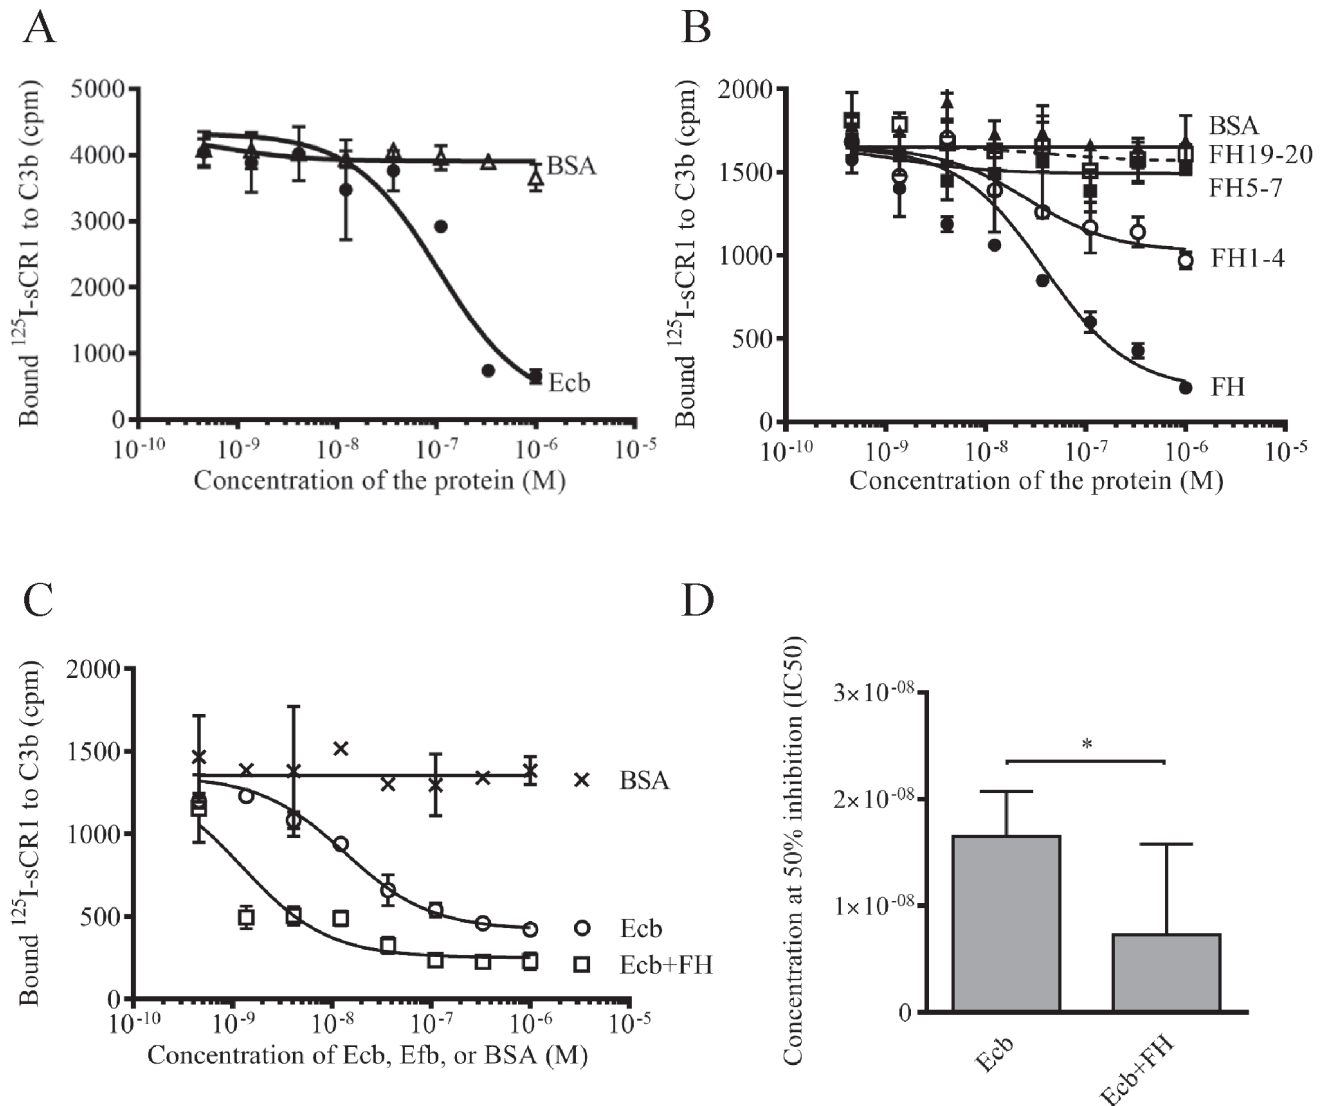 A
B
5000
4000
3000
2000
1000
0
Bound ¹²⁵I-sCR1 to C3b (cpm)
BSA
Ecb
10⁻¹⁰ 10⁻⁹ 10⁻⁸ 10⁻⁷ 10⁻⁶ 10⁻⁵
Concentration of the protein (M)
2000
1500
1000
500
0
Bound ¹²⁵I-sCR1 to C3b (cpm)
BSA
FH19-20
FH5-7
FH1-4
FH
10⁻¹⁰ 10⁻⁹ 10⁻⁸ 10⁻⁷ 10⁻⁶ 10⁻⁵
Concentration of the protein (M)
C
D
2000
1500
1000
500
0
Bound ¹²⁵I-sCR1 to C3b (cpm)
BSA
Ecb
Ecb+FH
10⁻¹⁰ 10⁻⁹ 10⁻⁸ 10⁻⁷ 10⁻⁶ 10⁻⁵
Concentration of Ecb, Efb, or BSA (M)
Concentration at 50% inhibition (IC50)
3×10⁻⁰⁸
2×10⁻⁰⁸
1×10⁻⁰⁸
0
*
Ecb
Ecb+FH